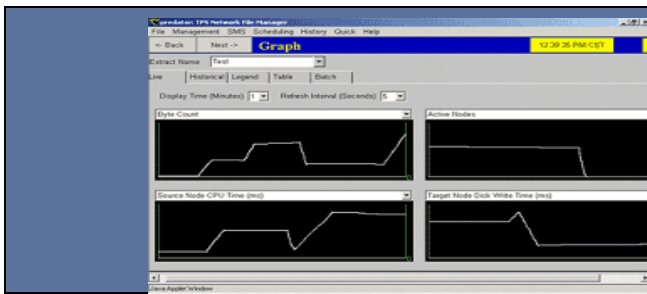 predator: TPS Network File Manager
File Management SMS Scheduling History Quick Help
<- Back Next -> Graph 12:39:35 PM CST
Extract Name Test
Live Historical Legend Table Batch
Display Time (Minutes) 1 Refresh Interval (Seconds) 5
Byte Count Active Nodes
Source Node CPU Time (ms) Target Node Disk Write Time (ms)
Java Applet Window